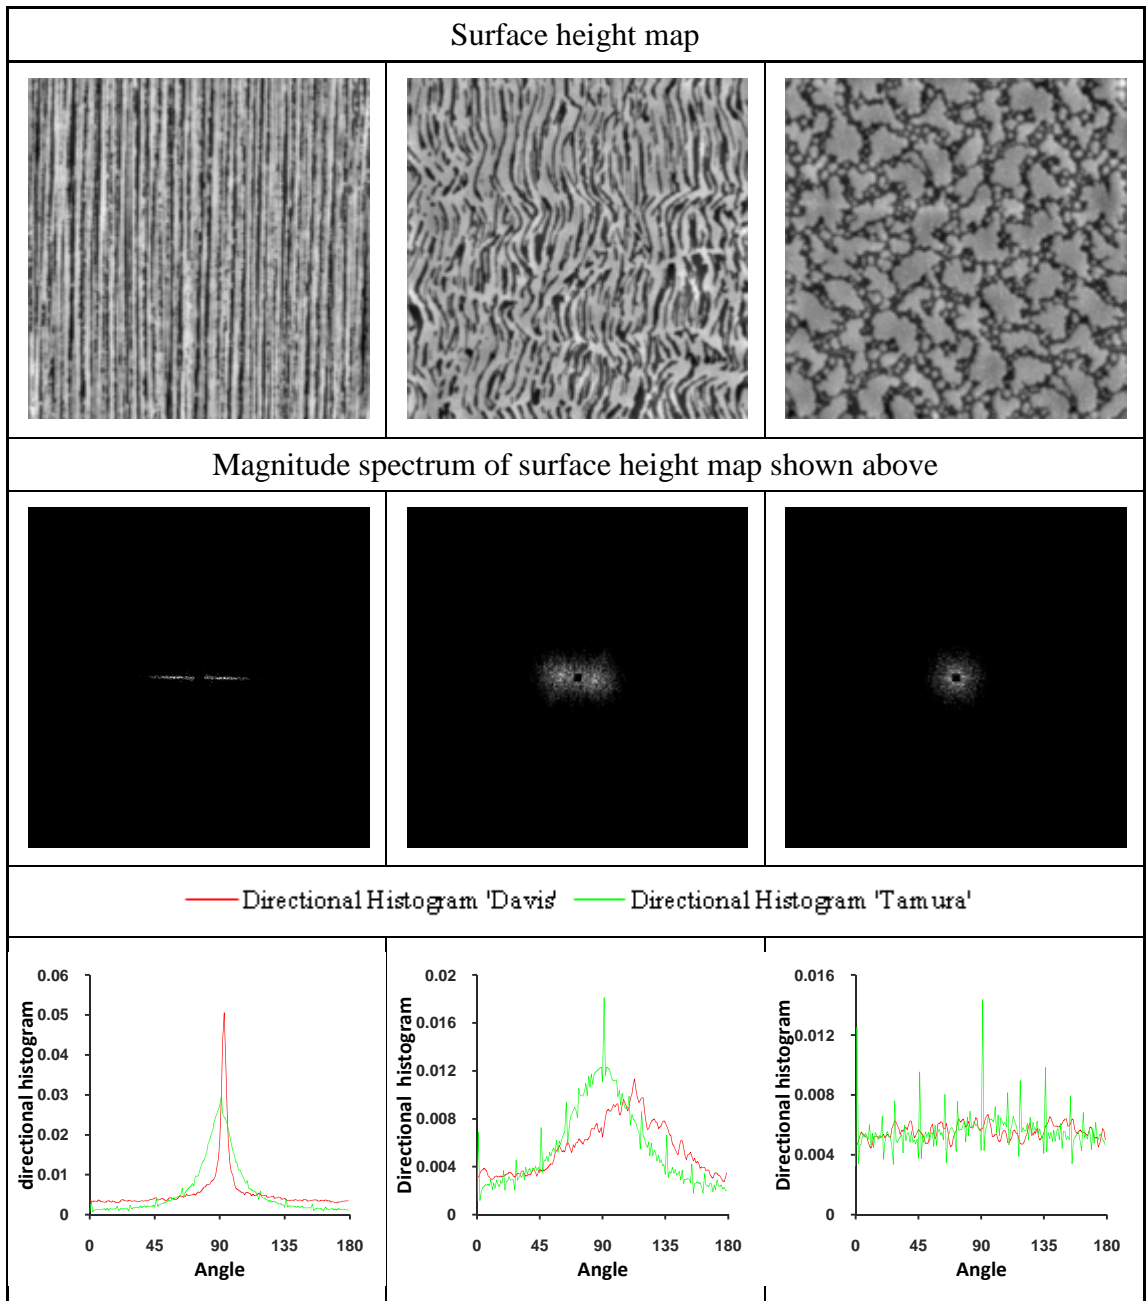 Surface height map
Magnitude spectrum of surface height map shown above
Directional Histogram 'Davis' Directional Histogram 'Tamura'
directional histogram
0.06
0.05
0.04
0.03
0.02
0.01
0
0 45 90 135 180
Angle
Directional histogram
0.02
0.016
0.012
0.008
0.004
0
0 45 90 135 180
Angle
Directional histogram
0.016
0.012
0.008
0.004
0
0 45 90 135 180
Angle